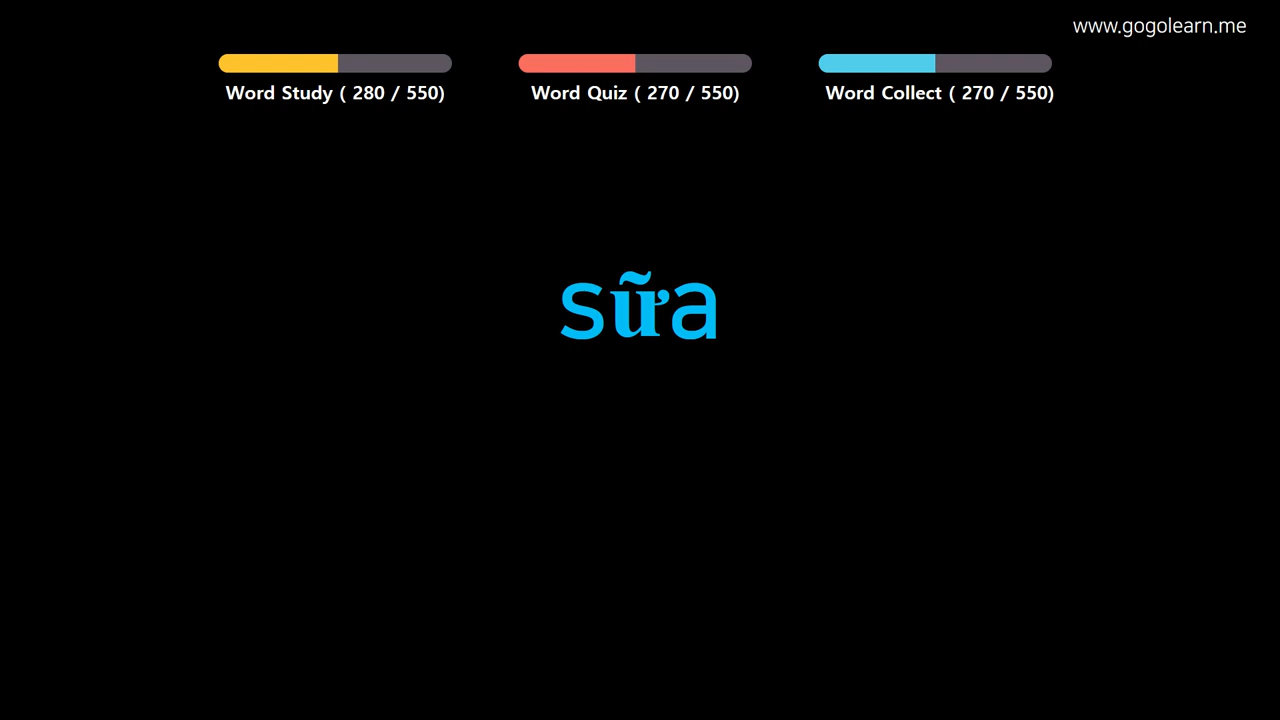 www.gogolearn.me
Word Study ( 280 / 550)
Word Quiz ( 270 / 550)
Word Collect ( 270 / 550)
sữa